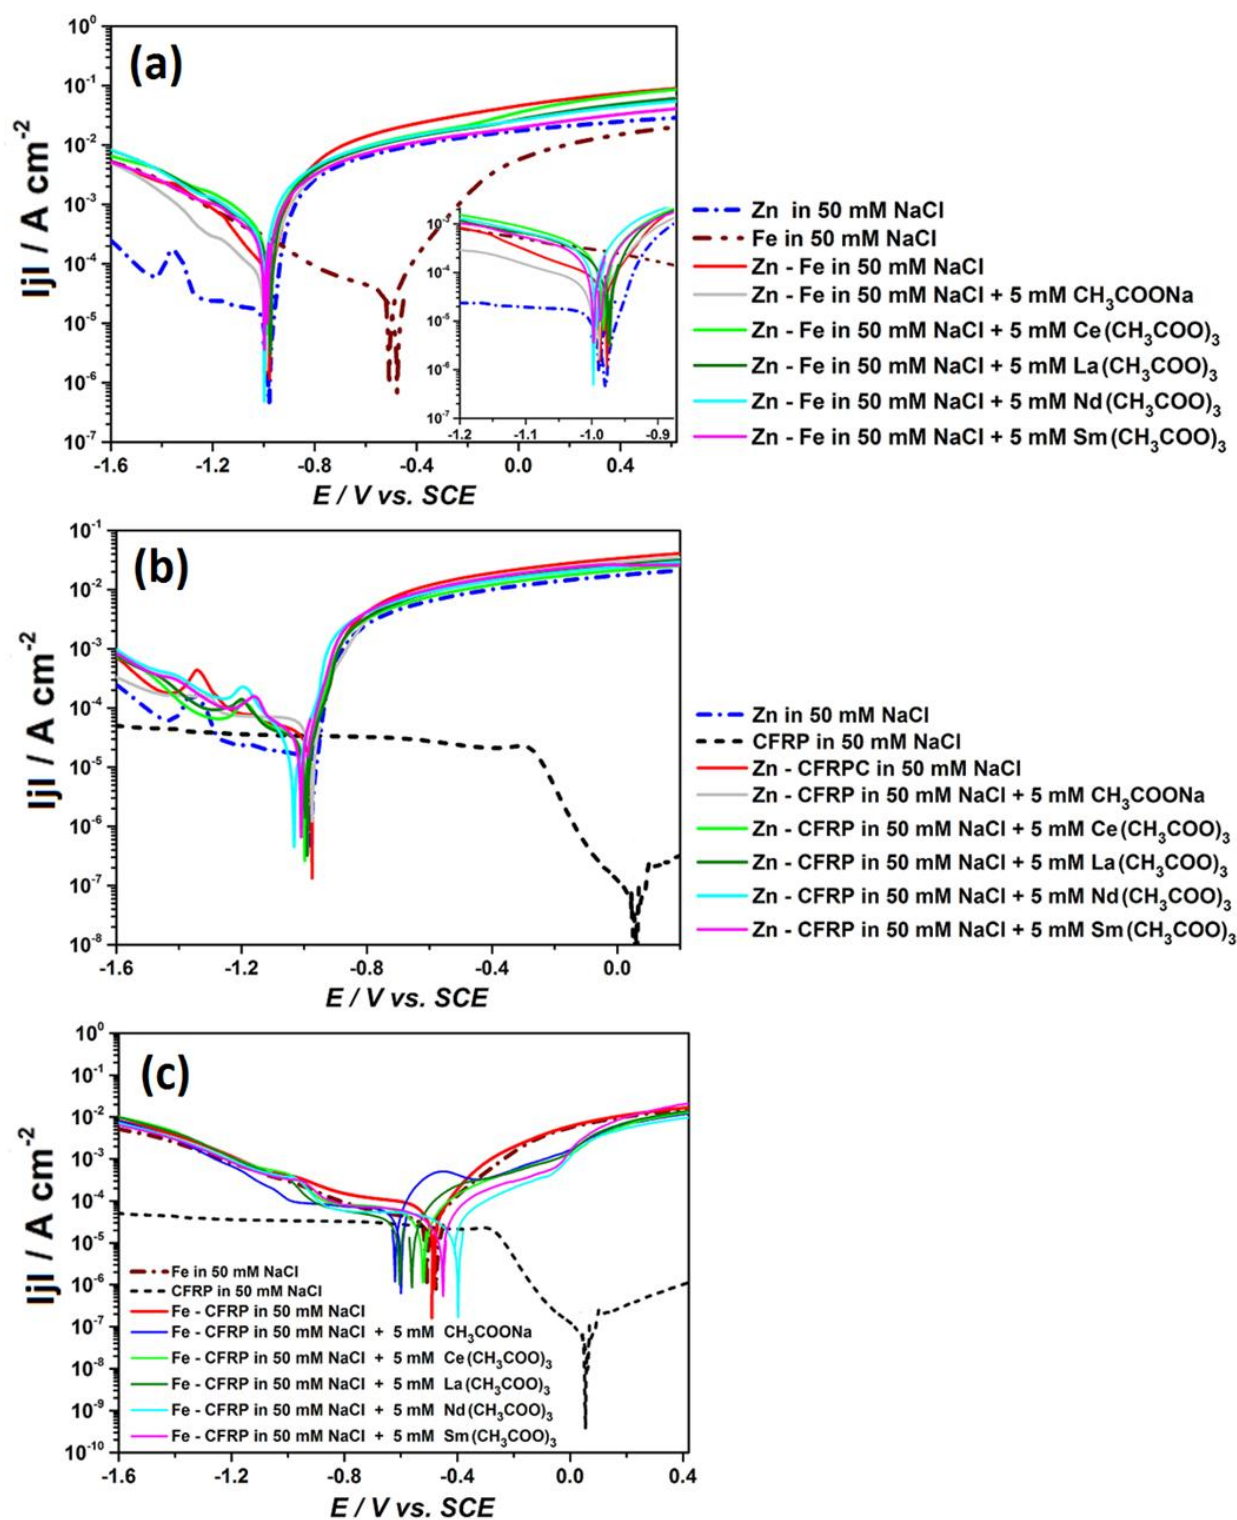 (a)
10⁰
10⁻¹
10⁻²
10⁻³
10⁻⁴
10⁻⁵
10⁻⁶
10⁻⁷
IjI / A cm⁻²
-1.6 -1.2 -0.8 -0.4 0.0 0.4
E / V vs. SCE
10⁻³
10⁻⁴
10⁻⁵
10⁻⁶
10⁻⁷
-1.2 -1.1 -1.0 -0.9
Zn in 50 mM NaCl
Fe in 50 mM NaCl
Zn - Fe in 50 mM NaCl
Zn - Fe in 50 mM NaCl + 5 mM CH₃COONa
Zn - Fe in 50 mM NaCl + 5 mM Ce(CH₃COO)₃
Zn - Fe in 50 mM NaCl + 5 mM La(CH₃COO)₃
Zn - Fe in 50 mM NaCl + 5 mM Nd(CH₃COO)₃
Zn - Fe in 50 mM NaCl + 5 mM Sm(CH₃COO)₃
(b)
10⁻¹
10⁻²
10⁻³
10⁻⁴
10⁻⁵
10⁻⁶
10⁻⁷
10⁻⁸
IjI / A cm⁻²
-1.6 -1.2 -0.8 -0.4 0.0
E / V vs. SCE
Zn in 50 mM NaCl
CFRP in 50 mM NaCl
Zn - CFRPC in 50 mM NaCl
Zn - CFRP in 50 mM NaCl + 5 mM CH₃COONa
Zn - CFRP in 50 mM NaCl + 5 mM Ce(CH₃COO)₃
Zn - CFRP in 50 mM NaCl + 5 mM La(CH₃COO)₃
Zn - CFRP in 50 mM NaCl + 5 mM Nd(CH₃COO)₃
Zn - CFRP in 50 mM NaCl + 5 mM Sm(CH₃COO)₃
(c)
10⁰
10⁻¹
10⁻²
10⁻³
10⁻⁴
10⁻⁵
10⁻⁶
10⁻⁷
10⁻⁸
10⁻⁹
10⁻¹⁰
IjI / A cm⁻²
Fe in 50 mM NaCl
CFRP in 50 mM NaCl
Fe - CFRP in 50 mM NaCl
Fe - CFRP in 50 mM NaCl + 5 mM CH₃COONa
Fe - CFRP in 50 mM NaCl + 5 mM Ce(CH₃COO)₃
Fe - CFRP in 50 mM NaCl + 5 mM La(CH₃COO)₃
Fe - CFRP in 50 mM NaCl + 5 mM Nd(CH₃COO)₃
Fe - CFRP in 50 mM NaCl + 5 mM Sm(CH₃COO)₃
-1.6 -1.2 -0.8 -0.4 0.0 0.4
E / V vs. SCE